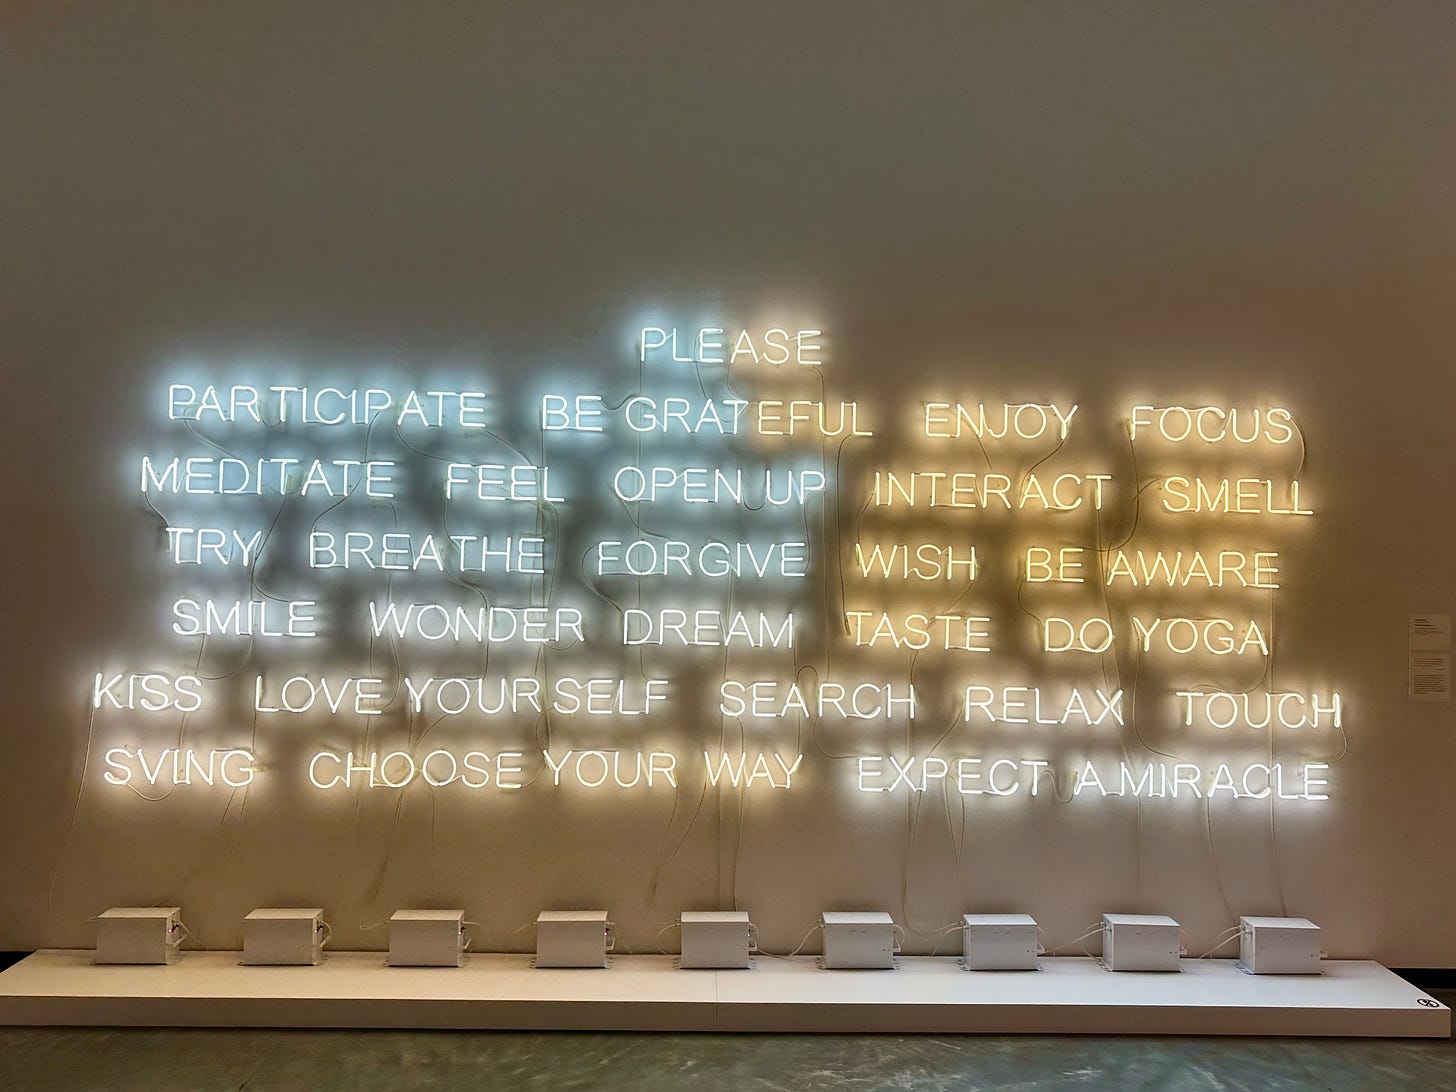 PLEASE
PARTICIPATE BE GRATEFUL ENJOY FOCUS
MEDITATE FEEL OPEN UP INTERACT SMELL
TRY BREATHE FORGIVE WISH BE AWARE
SMILE WONDER DREAM TASTE DO YOGA
KISS LOVE YOURSELF SEARCH RELAX TOUCH
SVING CHOOSE YOUR WAY EXPECT A MIRACLE